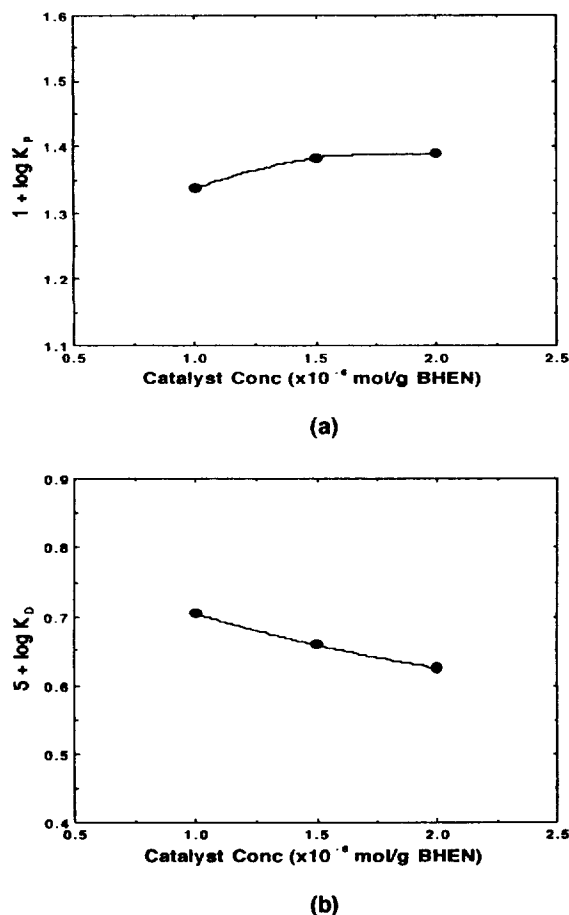 1.6
1.5
1.4
1.3
1.2
1.1
1 + log K_P
0.5 1.0 1.5 2.0 2.5
Catalyst Conc (x10⁻⁶ mol/g BHEN)
(a)
0.9
0.8
0.7
0.6
0.5
0.4
5 + log K_D
0.5 1.0 1.5 2.0 2.5
Catalyst Conc (x10⁻⁶ mol/g BHEN)
(b)